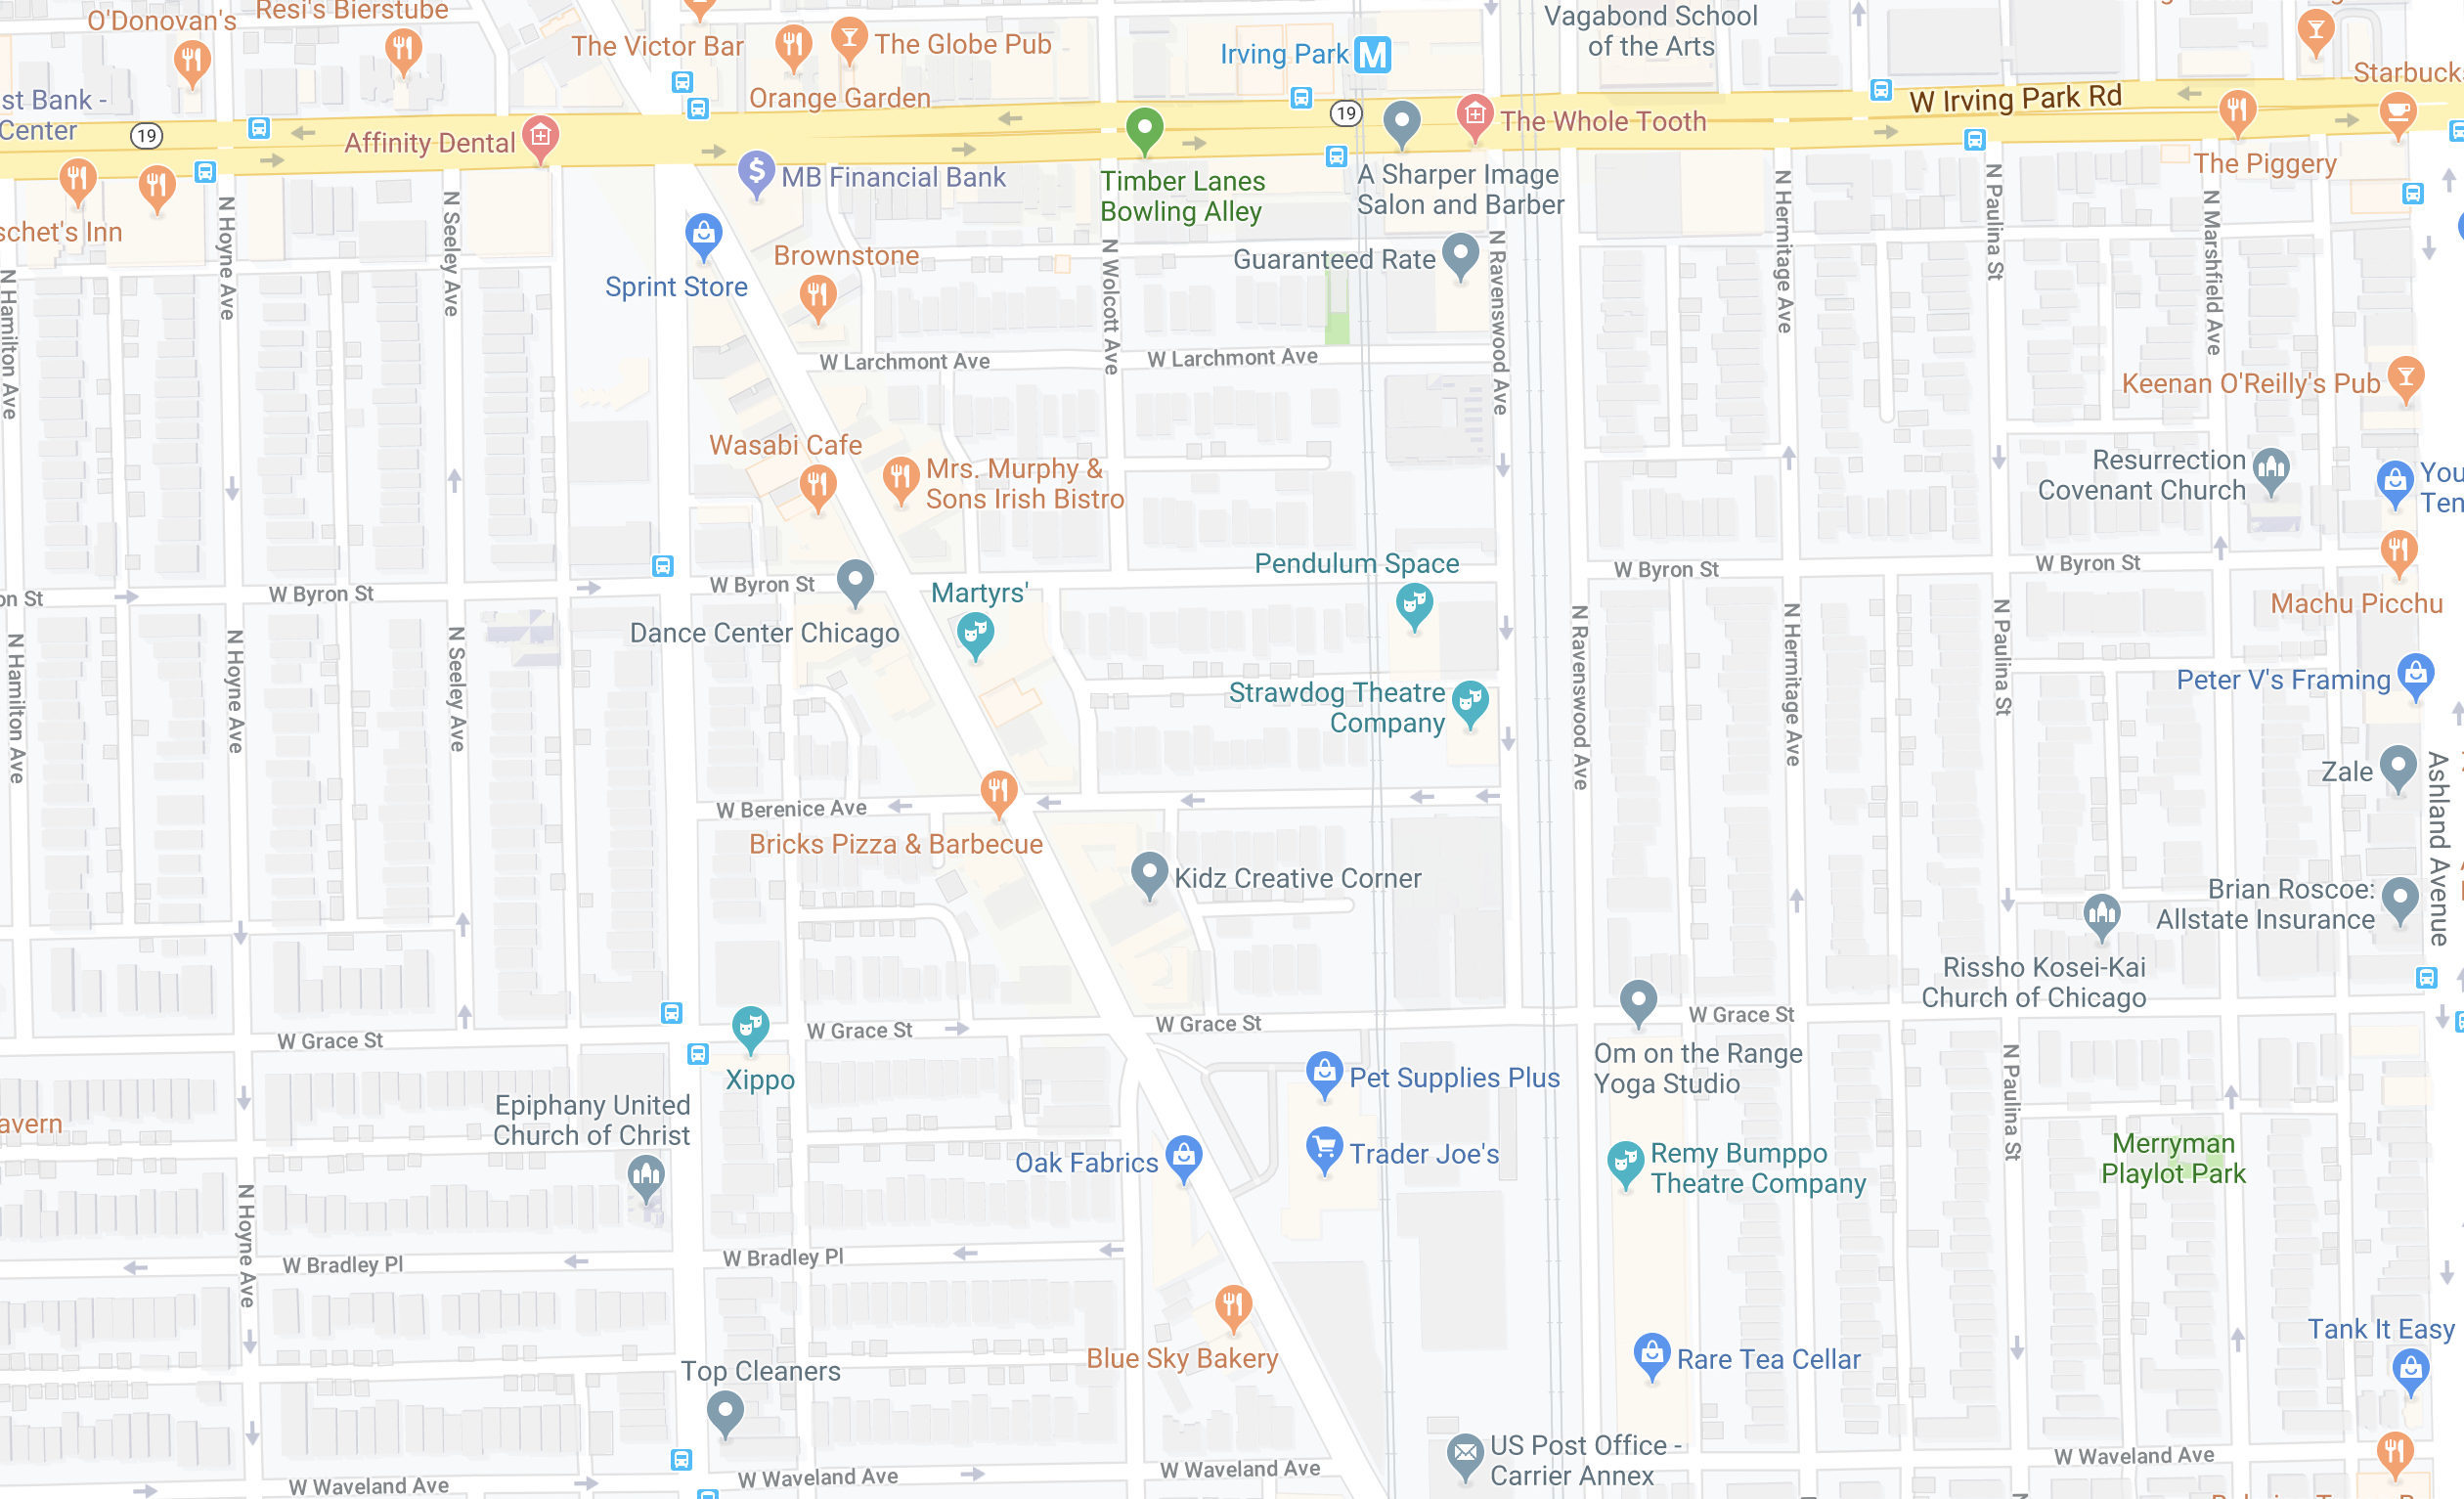 O'Donovan's
Resi's Bierstube
The Victor Bar
The Globe Pub
Orange Garden
Irving Park
M
Vagabond School
of the Arts
Starbuck
st Bank -
Center
19
Affinity Dental
MB Financial Bank
19
The Whole Tooth
W Irving Park Rd
The Piggery
Timber Lanes
Bowling Alley
A Sharper Image
Salon and Barber
schet's Inn
N Hamilton Ave
N Hoyne Ave
N Seeley Ave
Sprint Store
Brownstone
Guaranteed Rate
N Wolcott Ave
N Ravenswood Ave
N Hermitage Ave
N Paulina St
N Marshfield Ave
W Larchmont Ave
W Larchmont Ave
Keenan O'Reilly's Pub
Wasabi Cafe
Mrs. Murphy &
Sons Irish Bistro
Resurrection
Covenant Church
You
Ten
on St
W Byron St
W Byron St
Pendulum Space
W Byron St
W Byron St
Martyrs'
Dance Center Chicago
Machu Picchu
N Hamilton Ave
N Hoyne Ave
N Seeley Ave
N Ravenswood Ave
N Hermitage Ave
N Paulina St
Strawdog Theatre
Company
Peter V's Framing
Zale
Ashland Avenue
W Berenice Ave
Bricks Pizza & Barbecue
Kidz Creative Corner
Brian Roscoe:
Allstate Insurance
Rissho Kosei-Kai
Church of Chicago
W Grace St
W Grace St
W Grace St
W Grace St
Xippo
Om on the Range
Yoga Studio
Pet Supplies Plus
N Paulina St
avern
Epiphany United
Church of Christ
Oak Fabrics
Trader Joe's
Remy Bumppo
Theatre Company
Merryman
Playlot Park
N Hoyne Ave
W Bradley Pl
W Bradley Pl
Blue Sky Bakery
Top Cleaners
Rare Tea Cellar
Tank It Easy
US Post Office -
Carrier Annex
W Waveland Ave
W Waveland Ave
W Waveland Ave
W Waveland Ave